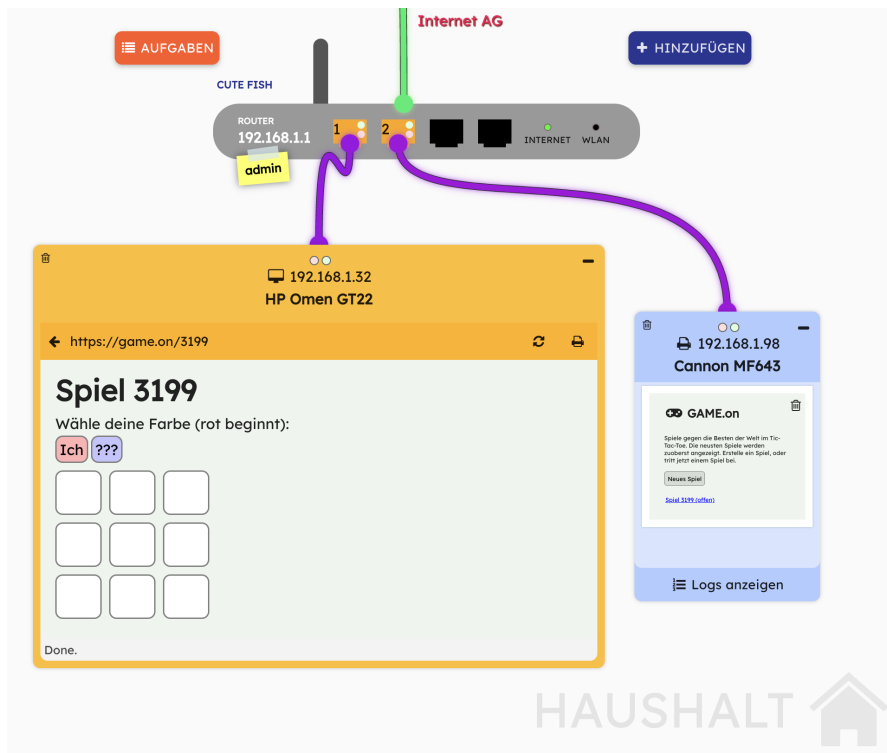 Internet AG
AUFGABEN
HINZUFÜGEN
CUTE FISH
ROUTER
192.168.1.1
1
2
INTERNET
WLAN
admin
192.168.1.32
HP Omen GT22
https://game.on/3199
Spiel 3199
Wähle deine Farbe (rot beginnt):
Ich
???
Done.
192.168.1.98
Cannon MF643
GAME.on
Spiele gegen die Besten der Welt im Tic-
Tac-Toe. Die neusten Spiele werden
zuoberst angezeigt. Erstelle ein Spiel, oder
tritt jetzt einem Spiel bei.
Neues Spiel
Spiel 3199 (offen)
Logs anzeigen
HAUSHALT